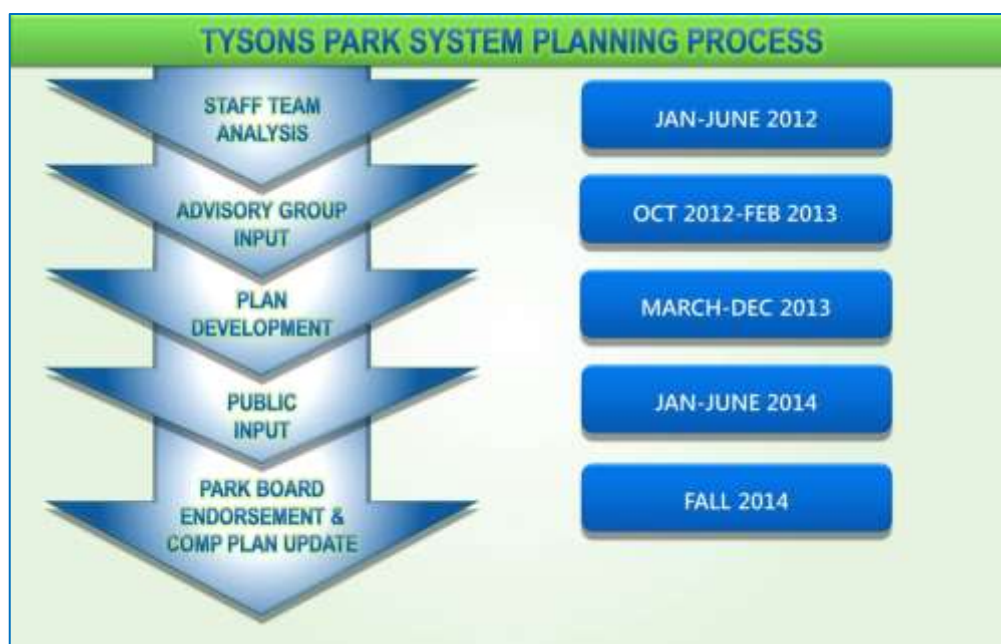 TYSONS PARK SYSTEM PLANNING PROCESS
STAFF TEAM
ANALYSIS
JAN-JUNE 2012
ADVISORY GROUP
INPUT
OCT 2012-FEB 2013
PLAN
DEVELOPMENT
MARCH-DEC 2013
PUBLIC
INPUT
JAN-JUNE 2014
PARK BOARD
ENDORSEMENT &
COMP PLAN UPDATE
FALL 2014